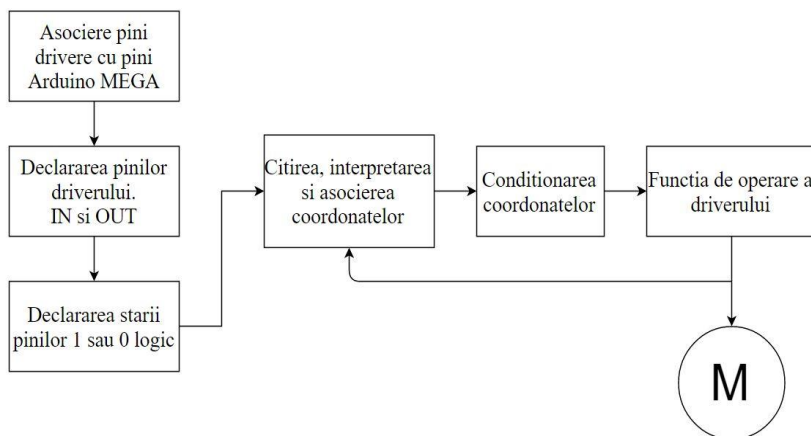 Asociere pini
drivere cu pini
Arduino MEGA
Declararea pinilor
driverului.
IN si OUT
Declararea starii
pinilor 1 sau 0 logic
Citirea, interpretarea
si asocierea
coordonatelor
Conditionarea
coordonatelor
Functia de operare a
driverului
M